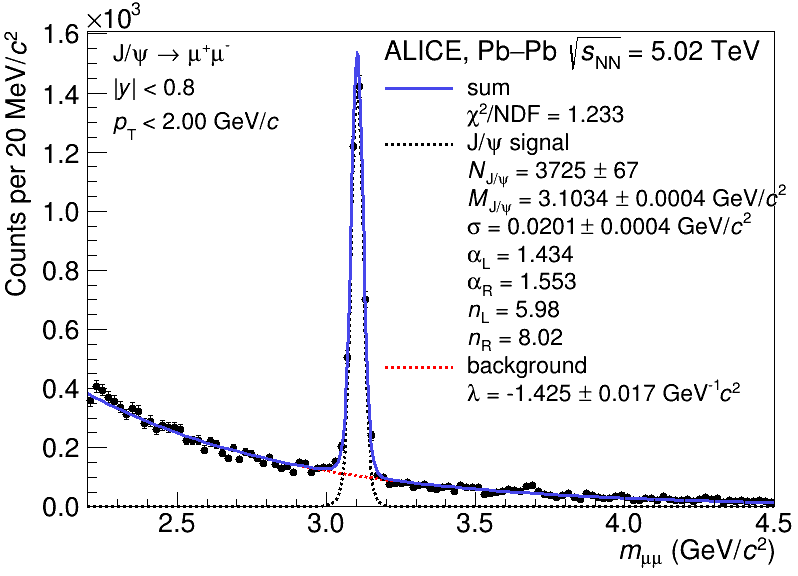 ×10³
J/ψ → μ⁺μ⁻
|y| < 0.8
p_T < 2.00 GeV/c
ALICE, Pb–Pb √s_NN = 5.02 TeV
sum
χ²/NDF = 1.233
J/ψ signal
N_J/ψ = 3725 ± 67
M_J/ψ = 3.1034 ± 0.0004 GeV/c²
σ = 0.0201 ± 0.0004 GeV/c²
α_L = 1.434
α_R = 1.553
n_L = 5.98
n_R = 8.02
background
λ = -1.425 ± 0.017 GeV⁻¹c²
Counts per 20 MeV/c²
1.6
1.4
1.2
1.0
0.8
0.6
0.4
0.2
0.0
2.5 3.0 3.5 4.0 4.5
m_μμ (GeV/c²)